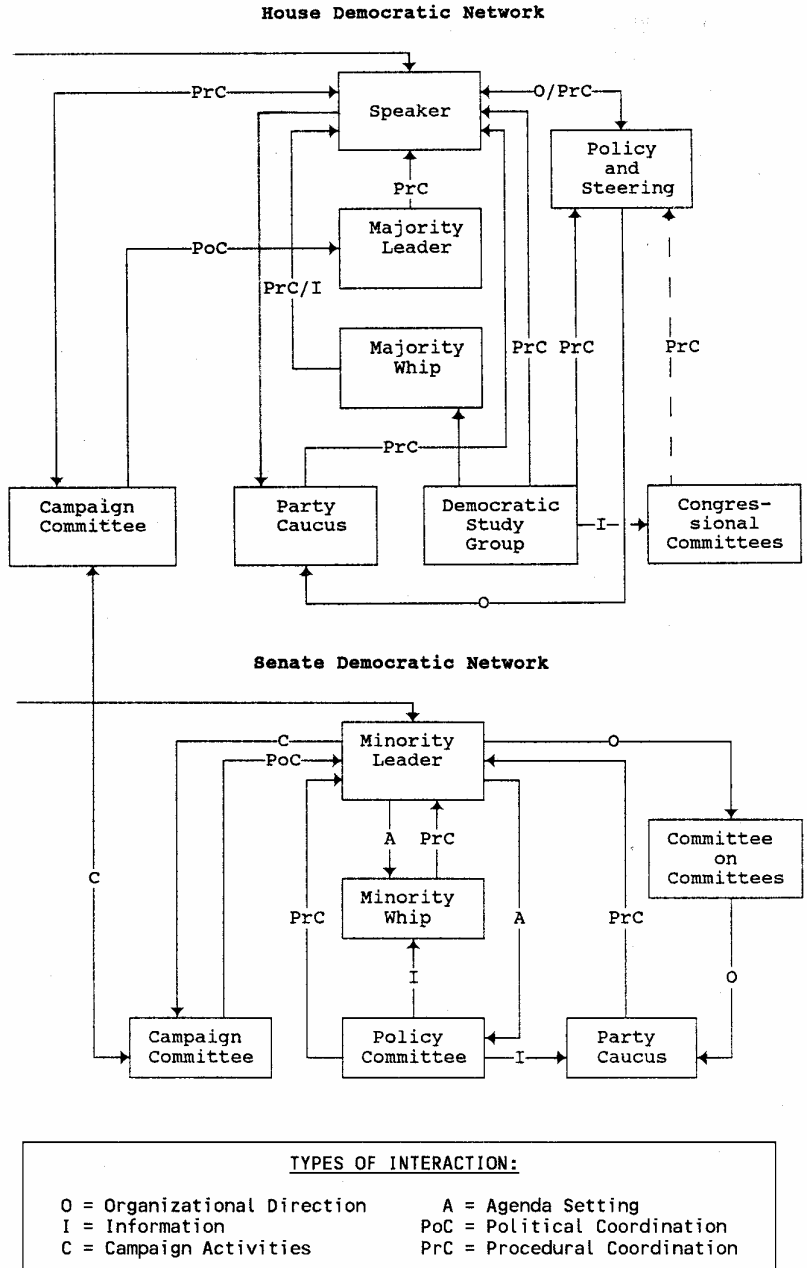 House Democratic Network
PrC
O/PrC
Speaker
Policy
and
Steering
PrC
Majority
Leader
PoC
PrC/I
Majority
Whip
PrC PrC
PrC
PrC
Campaign
Committee
Party
Caucus
Democratic
Study
Group
I
Congres-
sional
Committees
O
Senate Democratic Network
C
PoC
Minority
Leader
O
A PrC
Committee
on
Committees
C
Minority
Whip
PrC
A
PrC
I
O
Campaign
Committee
Policy
Committee
I
Party
Caucus
TYPES OF INTERACTION:
O = Organizational Direction A = Agenda Setting
I = Information PoC = Political Coordination
C = Campaign Activities PrC = Procedural Coordination